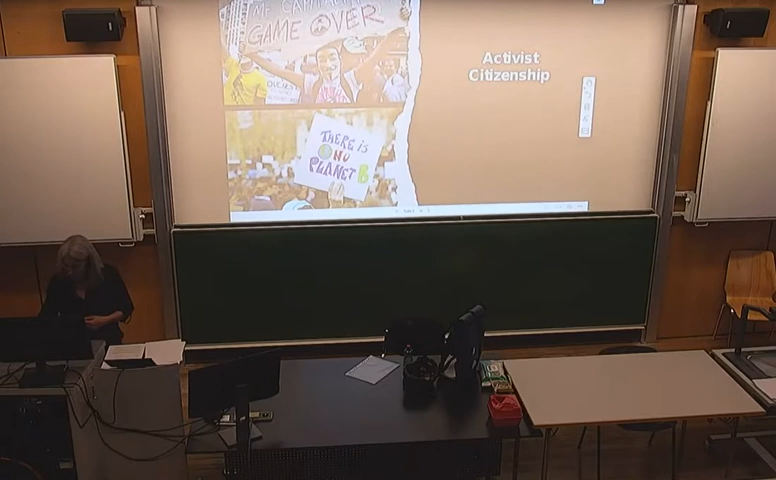 GAME OVER
THERE IS
NO
PLANET B
Activist
Citizenship